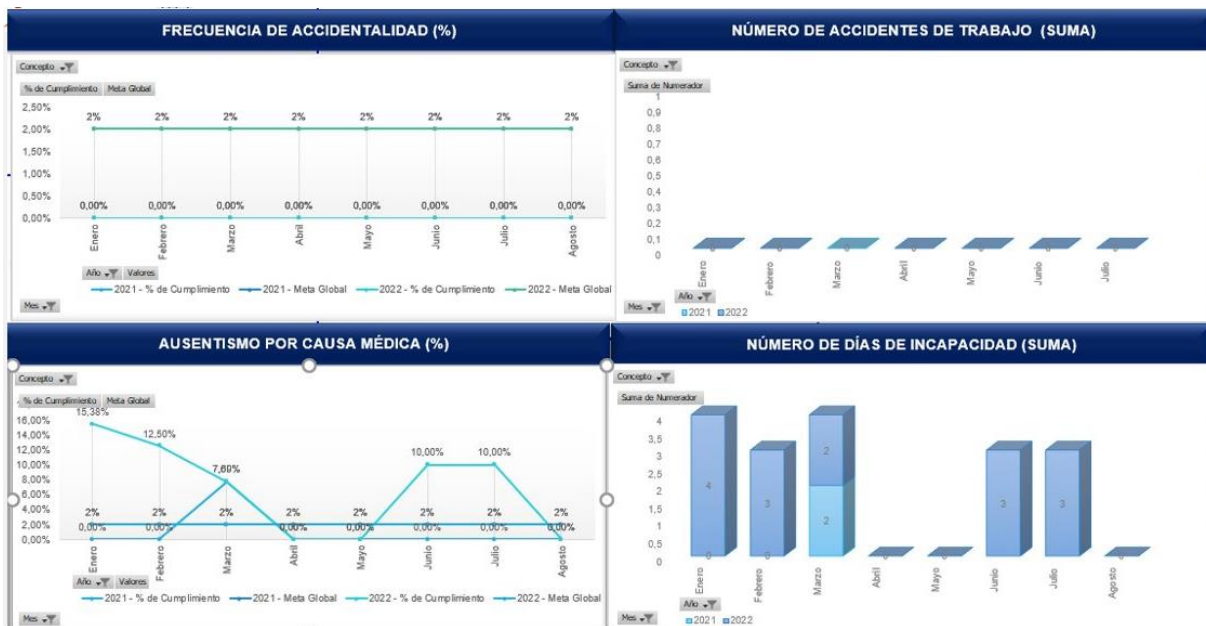 FRECUENCIA DE ACCIDENTALIDAD (%)
Concepto
% de Cumplimiento Meta Global
2,50%
2,00%
1,00%
0,50%
0,00%
2% 2% 2% 2% 2% 2% 2% 2%
0,00% 0,00% 0,00% 0,00% 0,00% 0,00% 0,00% 0,00%
Enero Febrero Marzo Abril Mayo Junio Julio Agosto
Año Valores
2021 - % de Cumplimiento 2021 - Meta Global 2022 - % de Cumplimiento 2022 - Meta Global
Mes
NÚMERO DE ACCIDENTES DE TRABAJO (SUMA)
Concepto
Suma de Numerador
1
0,9
0,8
0,7
0,6
0,5
0,4
0,3
0,2
0,1
0
0 0 0 0 0 0 0
Enero Febrero Marzo Abril Mayo Junio Julio
Año
Mes
2021 2022
AUSENTISMO POR CAUSA MÉDICA (%)
Concepto
% de Cumplimiento Meta Global
16,00%
14,00%
12,00%
10,00%
8,00%
6,00%
4,00%
2,00%
0,00%
15,38% 12,50% 7,69% 10,00% 10,00%
2% 2% 2% 2% 2% 2% 2% 2%
0,00% 0,00% 0,00% 0,00% 0,00% 0,00% 0,00%
Enero Febrero Marzo Abril Mayo Junio Julio Agosto
Año Valores
2021 - % de Cumplimiento 2021 - Meta Global 2022 - % de Cumplimiento 2022 - Meta Global
Mes
NÚMERO DE DÍAS DE INCAPACIDAD (SUMA)
Concepto
Suma de Numerador
4
3,5
3
2,5
2
1,5
1
0,5
0
4 3 2 3 3
2
0 0 0 0 0
Enero Febrero Marzo Abril Mayo Junio Julio Agosto
Año
Mes
2021 2022